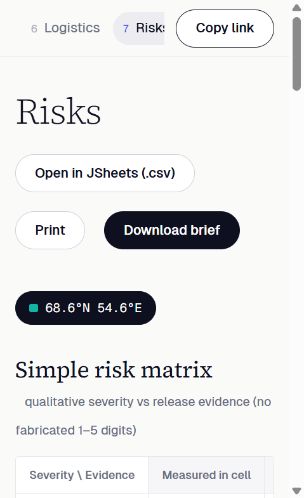 6 Logistics 7 Risks Copy link
Risks
Open in JSheets (.csv)
Print Download brief
68.6°N 54.6°E
Simple risk matrix
qualitative severity vs release evidence (no
fabricated 1–5 digits)
Severity \ Evidence Measured in cell